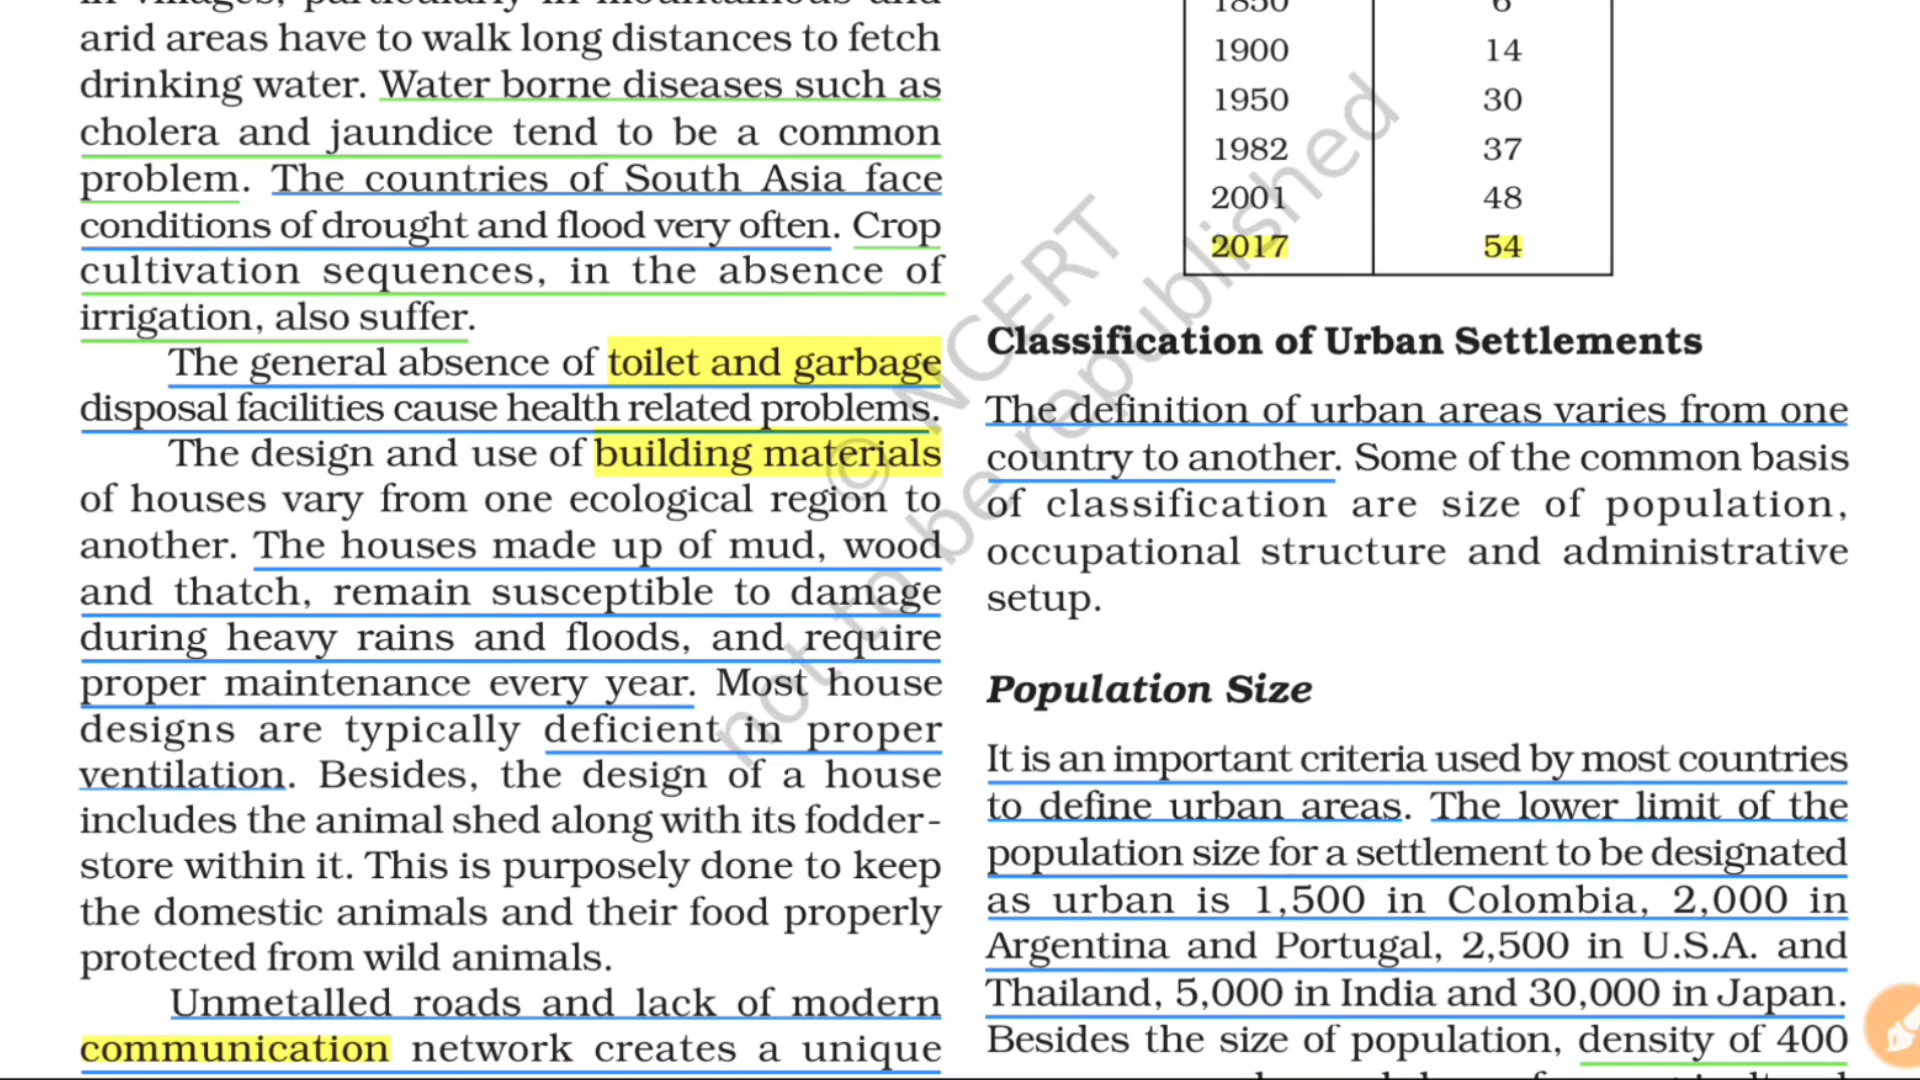 in villages, particularly in mountainous and
arid areas have to walk long distances to fetch
drinking water. Water borne diseases such as
cholera and jaundice tend to be a common
problem. The countries of South Asia face
conditions of drought and flood very often. Crop
cultivation sequences, in the absence of
irrigation, also suffer.
The general absence of toilet and garbage
disposal facilities cause health related problems.
The design and use of building materials
of houses vary from one ecological region to
another. The houses made up of mud, wood
and thatch, remain susceptible to damage
during heavy rains and floods, and require
proper maintenance every year. Most house
designs are typically deficient in proper
ventilation. Besides, the design of a house
includes the animal shed along with its fodder-
store within it. This is purposely done to keep
the domestic animals and their food properly
protected from wild animals.
Unmetalled roads and lack of modern
communication network creates a unique
1850 6
1900 14
1950 30
1982 37
2001 48
2017 54
Classification of Urban Settlements
The definition of urban areas varies from one
country to another. Some of the common basis
of classification are size of population,
occupational structure and administrative
setup.
Population Size
It is an important criteria used by most countries
to define urban areas. The lower limit of the
population size for a settlement to be designated
as urban is 1,500 in Colombia, 2,000 in
Argentina and Portugal, 2,500 in U.S.A. and
Thailand, 5,000 in India and 30,000 in Japan.
Besides the size of population, density of 400
© NCERT
not to be republished